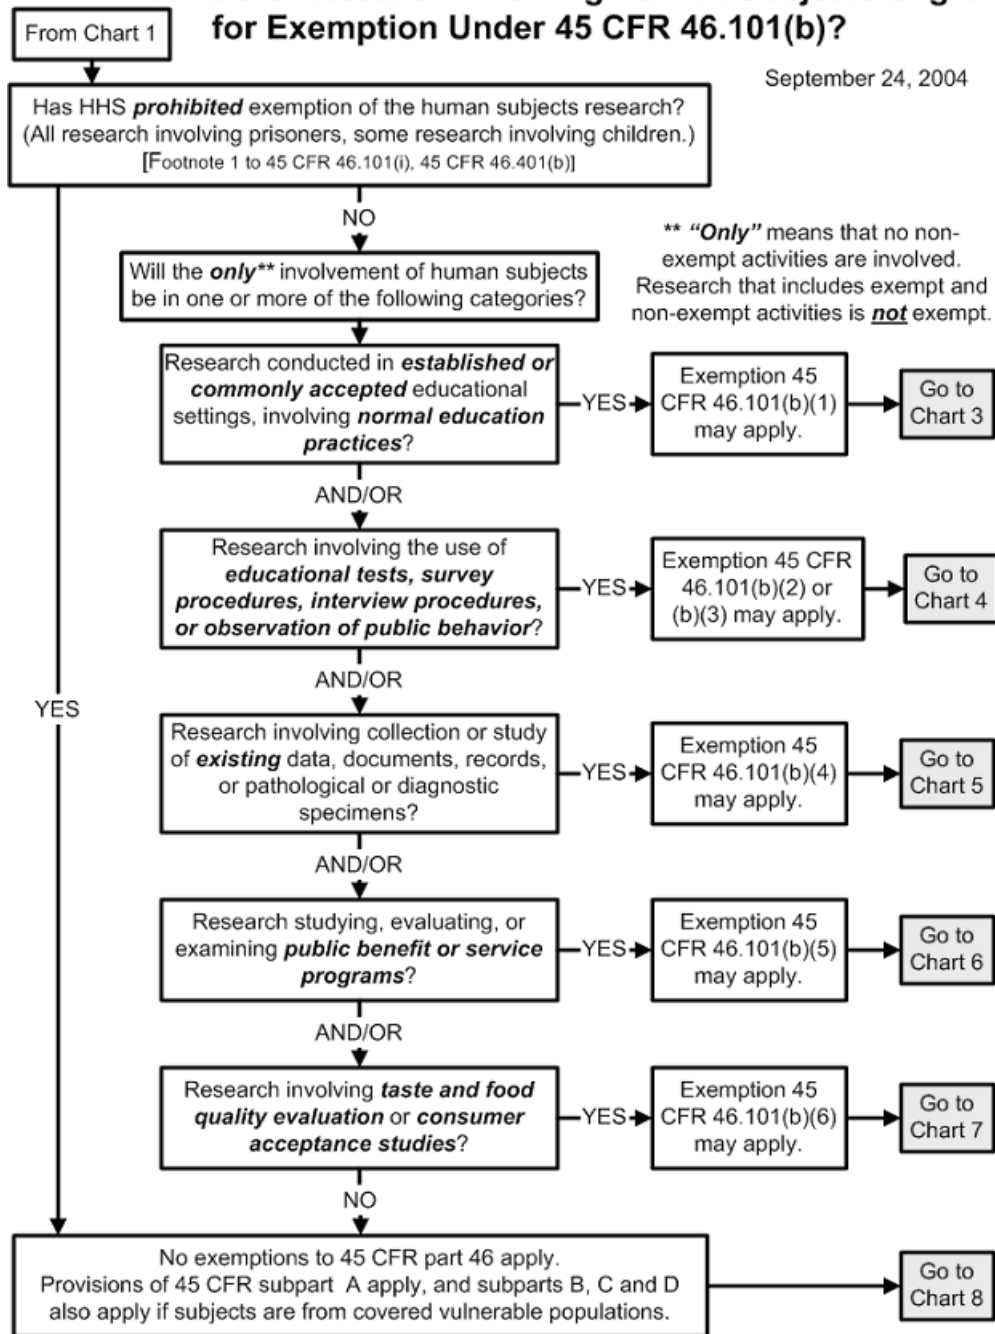 for Exemption Under 45 CFR 46.101(b)?
From Chart 1
September 24, 2004
Has HHS prohibited exemption of the human subjects research?
(All research involving prisoners, some research involving children.)
[Footnote 1 to 45 CFR 46.101(i), 45 CFR 46.401(b)]
NO
** "Only" means that no non-
exempt activities are involved.
Research that includes exempt and
non-exempt activities is not exempt.
Will the only** involvement of human subjects
be in one or more of the following categories?
Research conducted in established or
commonly accepted educational
settings, involving normal education
practices?
YES
Exemption 45
CFR 46.101(b)(1)
may apply.
Go to
Chart 3
AND/OR
Research involving the use of
educational tests, survey
procedures, interview procedures,
or observation of public behavior?
YES
Exemption 45 CFR
46.101(b)(2) or
(b)(3) may apply.
Go to
Chart 4
AND/OR
YES
Research involving collection or study
of existing data, documents, records,
or pathological or diagnostic
specimens?
YES
Exemption 45
CFR 46.101(b)(4)
may apply.
Go to
Chart 5
AND/OR
Research studying, evaluating, or
examining public benefit or service
programs?
YES
Exemption 45
CFR 46.101(b)(5)
may apply.
Go to
Chart 6
AND/OR
Research involving taste and food
quality evaluation or consumer
acceptance studies?
YES
Exemption 45
CFR 46.101(b)(6)
may apply.
Go to
Chart 7
NO
No exemptions to 45 CFR part 46 apply.
Provisions of 45 CFR subpart A apply, and subparts B, C and D
also apply if subjects are from covered vulnerable populations.
Go to
Chart 8